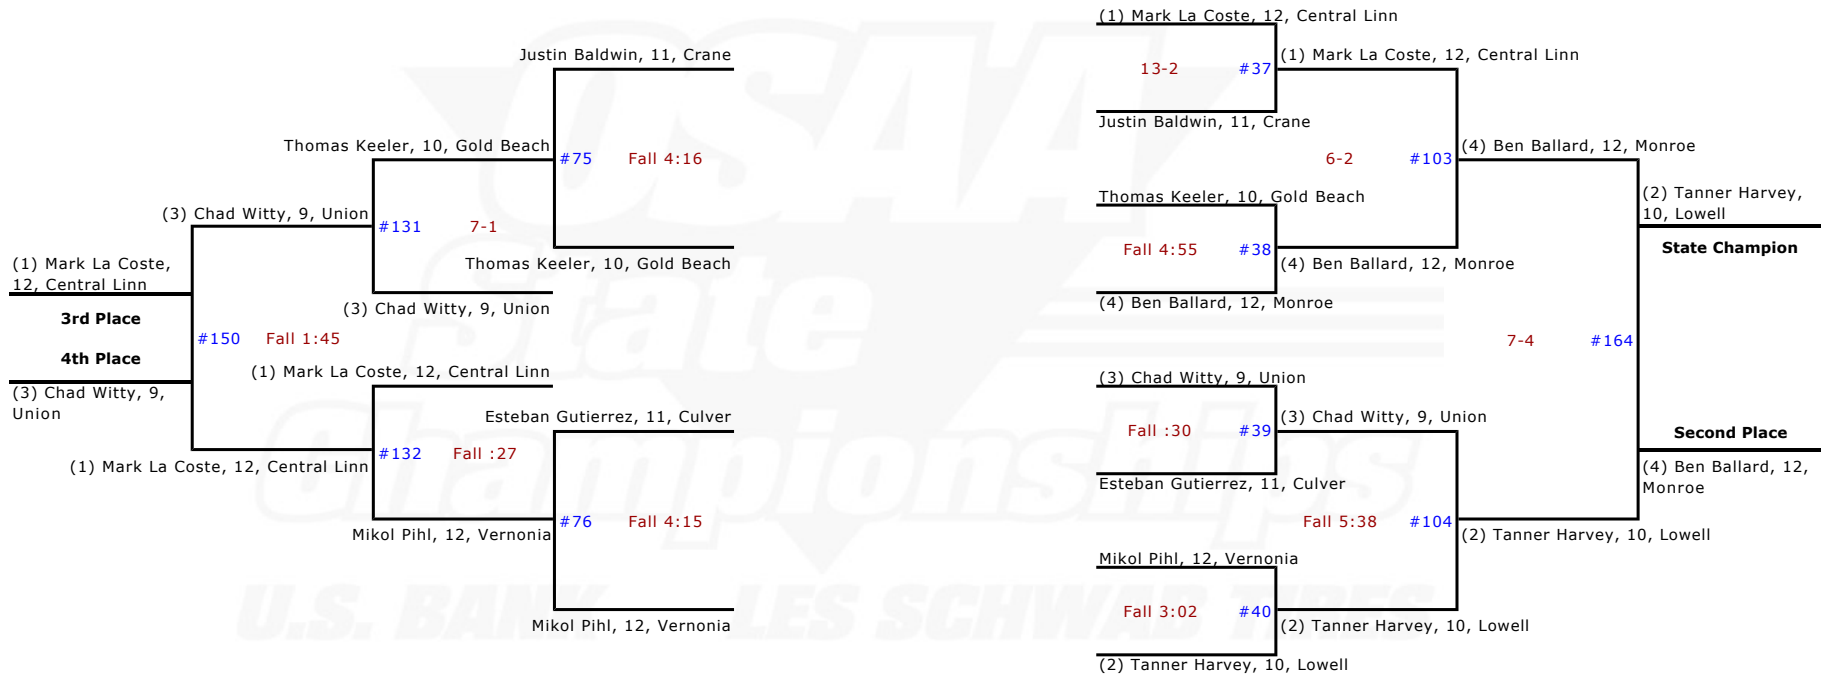 (1) Mark La Coste, 12, Central Linn
Justin Baldwin, 11, Crane
(1) Mark La Coste, 12, Central Linn
13-2
#37
Justin Baldwin, 11, Crane
Thomas Keeler, 10, Gold Beach
(4) Ben Ballard, 12, Monroe
#75
Fall 4:16
6-2
#103
(2) Tanner Harvey,
10, Lowell
Thomas Keeler, 10, Gold Beach
(3) Chad Witty, 9, Union
#131
7-1
Fall 4:55
#38
State Champion
(1) Mark La Coste,
12, Central Linn
Thomas Keeler, 10, Gold Beach
(4) Ben Ballard, 12, Monroe
(3) Chad Witty, 9, Union
(4) Ben Ballard, 12, Monroe
3rd Place
#150
Fall 1:45
7-4
#164
4th Place
(1) Mark La Coste, 12, Central Linn
(3) Chad Witty, 9, Union
(3) Chad Witty, 9,
Union
Esteban Gutierrez, 11, Culver
(3) Chad Witty, 9, Union
Fall :30
#39
Second Place
#132
Fall :27
(1) Mark La Coste, 12, Central Linn
(4) Ben Ballard, 12,
Monroe
Esteban Gutierrez, 11, Culver
#76
Fall 4:15
Fall 5:38
#104
Mikol Pihl, 12, Vernonia
(2) Tanner Harvey, 10, Lowell
Mikol Pihl, 12, Vernonia
Fall 3:02
#40
Mikol Pihl, 12, Vernonia
(2) Tanner Harvey, 10, Lowell
(2) Tanner Harvey, 10, Lowell
OSAA
State
Championships
U.S. BANK LES SCHWAB TIRES